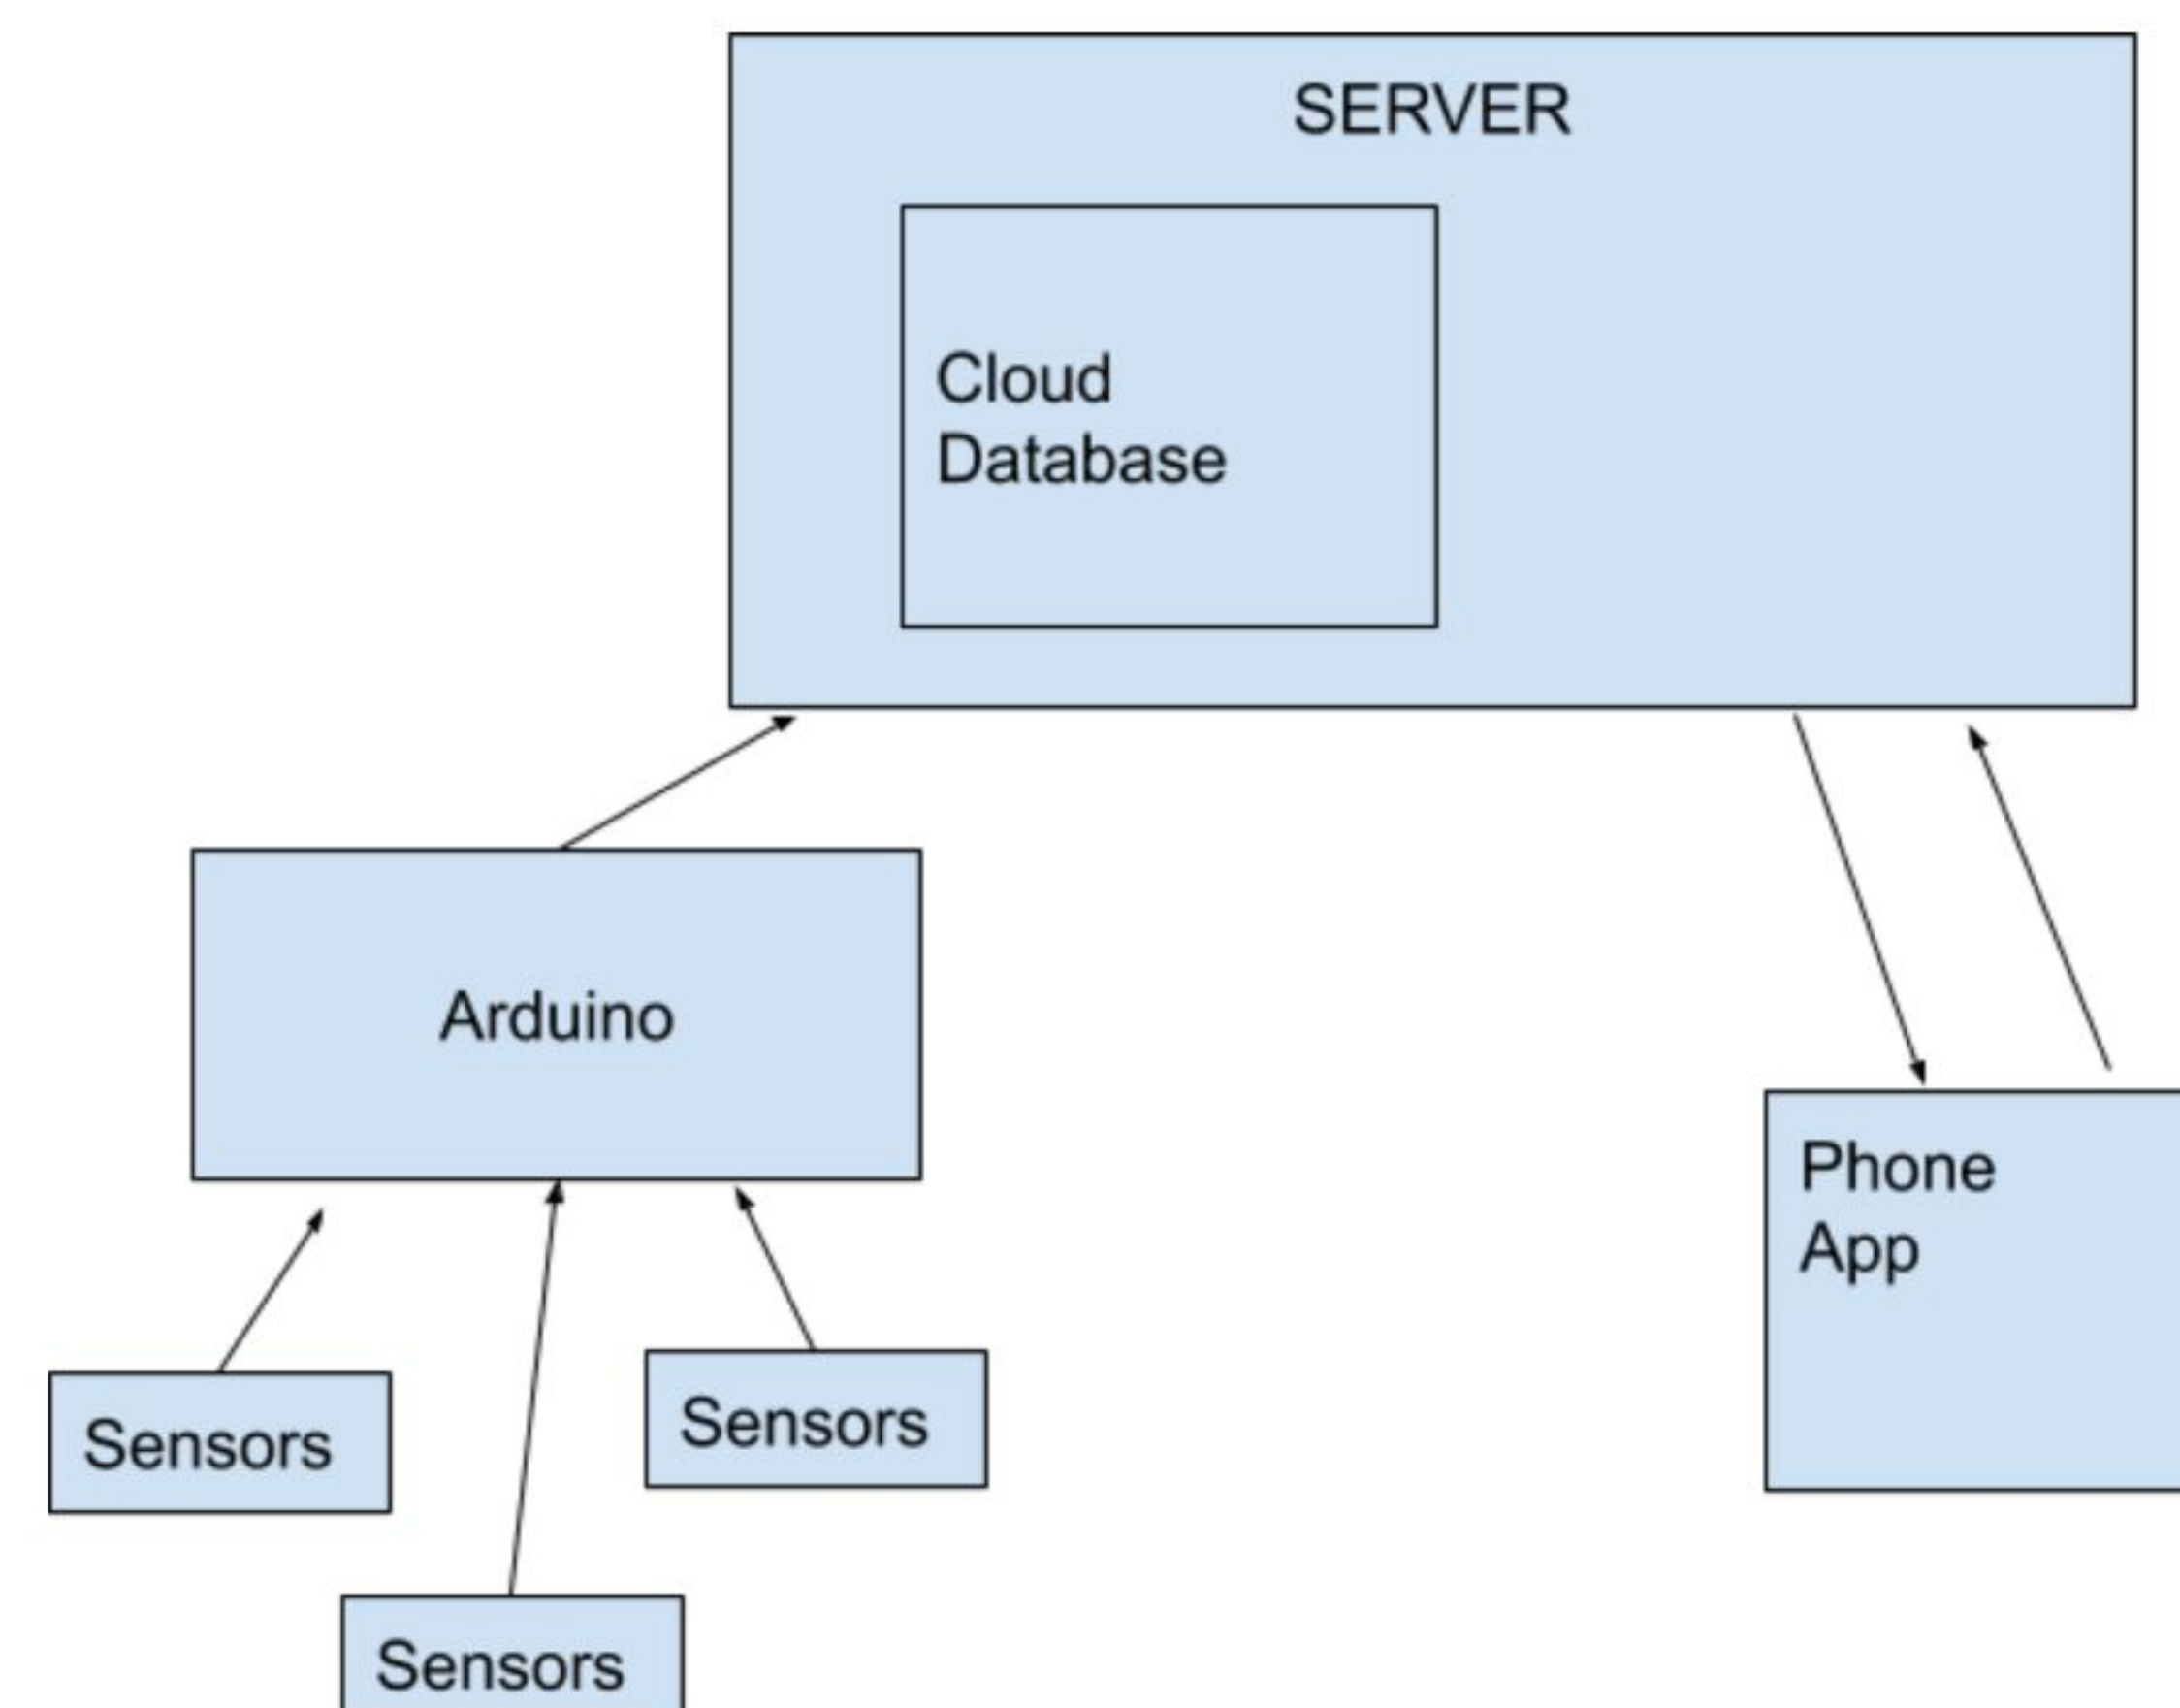 SERVER
Cloud
Database
Arduino
Phone
App
Sensors
Sensors
Sensors